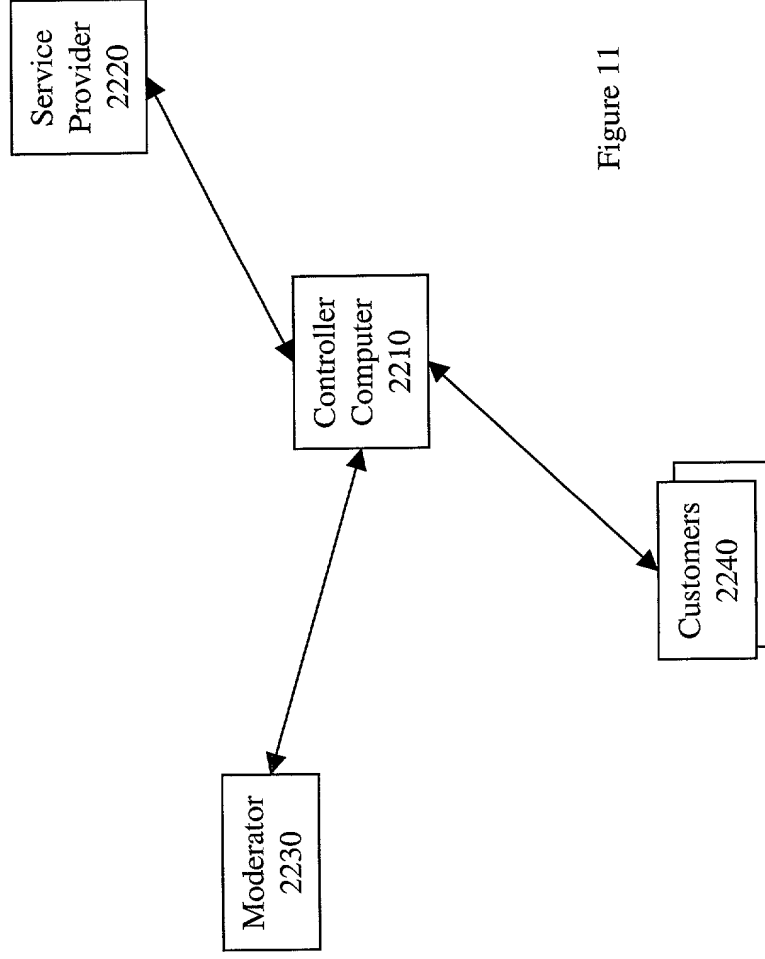 Service
Provider
2220
Controller
Computer
2210
Moderator
2230
Customers
2240
Figure 11